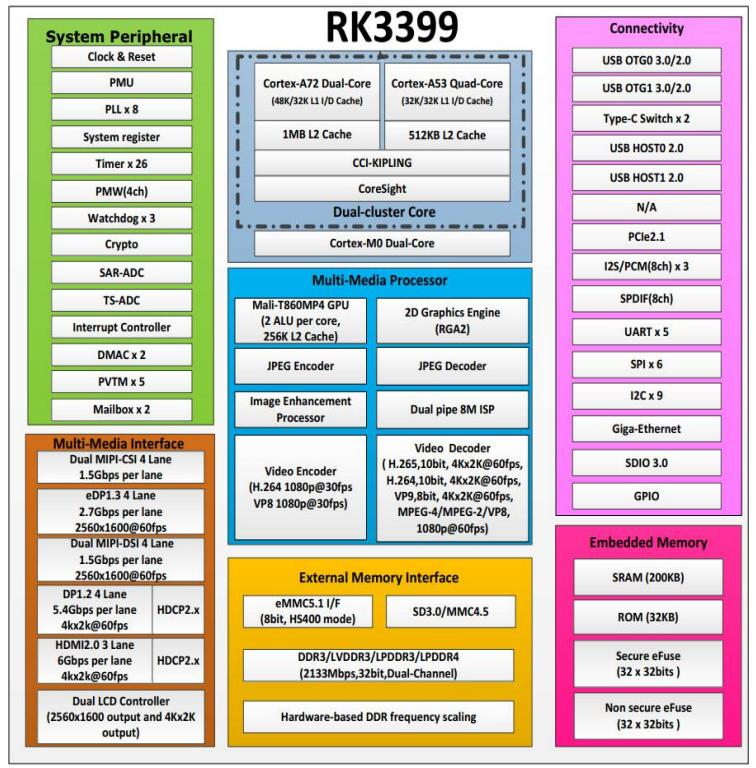 RK3399
System Peripheral
Clock & Reset
PMU
PLL x 8
System register
Timer x 26
PMW(4ch)
Watchdog x 3
Crypto
SAR-ADC
TS-ADC
Interrupt Controller
DMAC x 2
PVTM x 5
Mailbox x 2
Multi-Media Interface
Dual MIPI-CSI 4 Lane
1.5Gbps per lane
eDP1.3 4 Lane
2.7Gbps per lane
2560x1600@60fps
Dual MIPI-DSI 4 Lane
1.5Gbps per lane
2560x1600@60fps
DP1.2 4 Lane
5.4Gbps per lane
4kx2k@60fps
HDCP2.x
HDMI2.0 3 Lane
6Gbps per lane
4kx2k@60fps
HDCP2.x
Dual LCD Controller
(2560x1600 output and 4Kx2K
output)
Cortex-A72 Dual-Core
(48K/32K L1 I/D Cache)
Cortex-A53 Quad-Core
(32K/32K L1 I/D Cache)
1MB L2 Cache
512KB L2 Cache
CCI-KIPLING
CoreSight
Dual-cluster Core
Cortex-M0 Dual-Core
Multi-Media Processor
Mali-T860MP4 GPU
(2 ALU per core,
256K L2 Cache)
2D Graphics Engine
(RGA2)
JPEG Encoder
JPEG Decoder
Image Enhancement
Processor
Dual pipe 8M ISP
Video Encoder
(H.264 1080p@30fps
VP8 1080p@30fps)
Video Decoder
( H.265,10bit, 4Kx2K@60fps,
H.264,10bit, 4Kx2K@60fps,
VP9,8bit, 4Kx2K@60fps,
MPEG-4/MPEG-2/VP8,
1080p@60fps)
External Memory Interface
eMMC5.1 I/F
(8bit, HS400 mode)
SD3.0/MMC4.5
DDR3/LVDDR3/LPDDR3/LPDDR4
(2133Mbps,32bit,Dual-Channel)
Hardware-based DDR frequency scaling
Connectivity
USB OTG0 3.0/2.0
USB OTG1 3.0/2.0
Type-C Switch x 2
USB HOST0 2.0
USB HOST1 2.0
N/A
PCIe2.1
I2S/PCM(8ch) x 3
SPDIF(8ch)
UART x 5
SPI x 6
I2C x 9
Giga-Ethernet
SDIO 3.0
GPIO
Embedded Memory
SRAM (200KB)
ROM (32KB)
Secure eFuse
(32 x 32bits )
Non secure eFuse
(32 x 32bits )